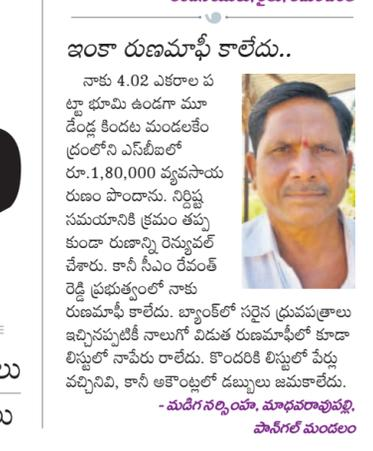 ఇంకా రుణమాఫీ కాలేదు..
నాకు 4.02 ఎకరాల ప
ట్టా భూమి ఉండగా మూ
డేండ్ల కిందట మండలకేం
ద్రంలోని ఎస్‌బీఐలో
రూ.1,80,000 వ్యవసాయ
రుణం పొందాను. నిర్దిష్ట
సమయానికి క్రమం తప్ప
కుండా రుణాన్ని రెన్యువల్
చేశారు. కానీ సీఎం రేవంత్
రెడ్డి ప్రభుత్వంలో నాకు
రుణమాఫీ కాలేదు. బ్యాంక్‌లో సరైన ధ్రువపత్రాలు
ఇచ్చినప్పటికీ నాలుగో విడుత రుణమాఫీలో కూడా
లిస్టులో నాపేరు రాలేదు. కొందరికి లిస్టులో పేర్లు
వచ్చినవి, కానీ అకౌంట్లలో డబ్బులు జమకాలేదు.
- మడిగ నర్సింహ, మాధవరావుపల్లి,
పాన్‌గల్ మండలం